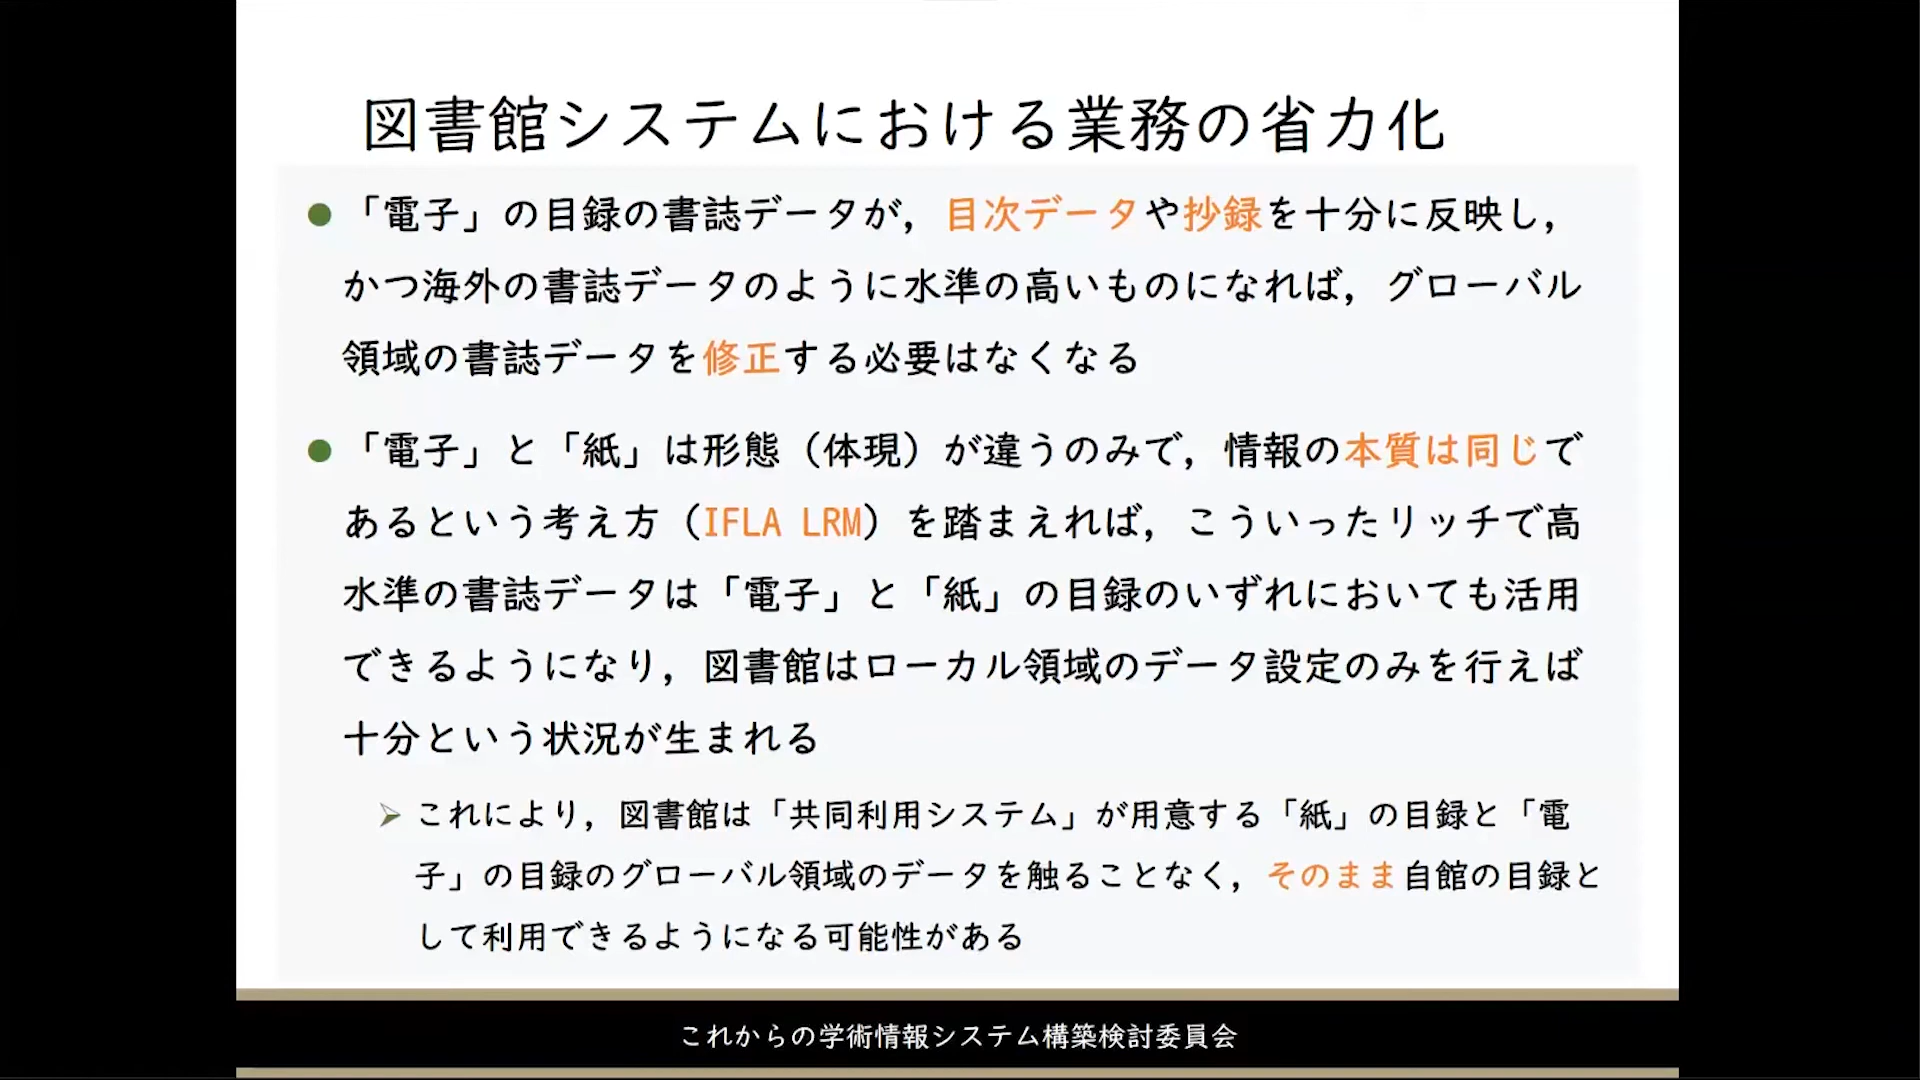 図書館システムにおける業務の省力化
「電子」の目録の書誌データが，目次データや抄録を十分に反映し，
かつ海外の書誌データのように水準の高いものになれば，グローバル
領域の書誌データを修正する必要はなくなる
「電子」と「紙」は形態（体現）が違うのみで，情報の本質は同じで
あるという考え方（IFLA LRM）を踏まえれば，こういったリッチで高
水準の書誌データは「電子」と「紙」の目録のいずれにおいても活用
できるようになり，図書館はローカル領域のデータ設定のみを行えば
十分という状況が生まれる
これにより，図書館は「共同利用システム」が用意する「紙」の目録と「電
子」の目録のグローバル領域のデータを触ることなく，そのまま自館の目録と
して利用できるようになる可能性がある
これからの学術情報システム構築検討委員会